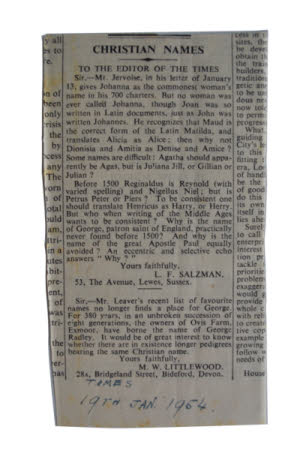 CHRISTIAN NAMES
TO THE EDITOR OF THE TIMES
Sir,—Mr. Jervoise, in his letter of January
13, gives Johanna as the commonest woman's
name in his 700 charters. But no woman was
ever called Johanna, though Joan was so
written in Latin documents, just as John was
written Johannes. He recognizes that Maud is
the correct form of the Latin Matilda, and
translates Alicia as Alice; then why not
Dionisia and Amicia as Denise and Amice?
Some names are difficult: Agatha should appar-
ently be Agas, but is Juliana Jill, or Gillian or
Julian?
Before 1500 Reginaldus is Reynold (with
varied spelling) and Nigellus Niel; but is
Petrus Peter or Piers? To be consistent one
should translate Henricus as Harry, or Herry.
But who when writing of the Middle Ages
wants to be consistent? Why is the name
of George, patron saint of England, practically
never found before 1500? And why is the
name of the great Apostle Paul equally
avoided? An eccentric and selective echo
answers "Why?"
Yours faithfully,
L. F. SALZMAN.
53, The Avenue, Lewes, Sussex.
Sir,—Mr. Leaver's recent list of favourite
names no longer finds a place for George.
For 380 years, in an unbroken succession of
eight generations, the owners of Ovis Farm,
Exmoor, have borne the name of George
Radley. It would be of great interest to know
whether there are in existence longer pedigrees
bearing the same Christian name.
Yours faithfully,
M. W. LITTLEWOOD.
28a, Bridgeland Street, Bideford, Devon.
TIMES
19TH JAN. 1954.